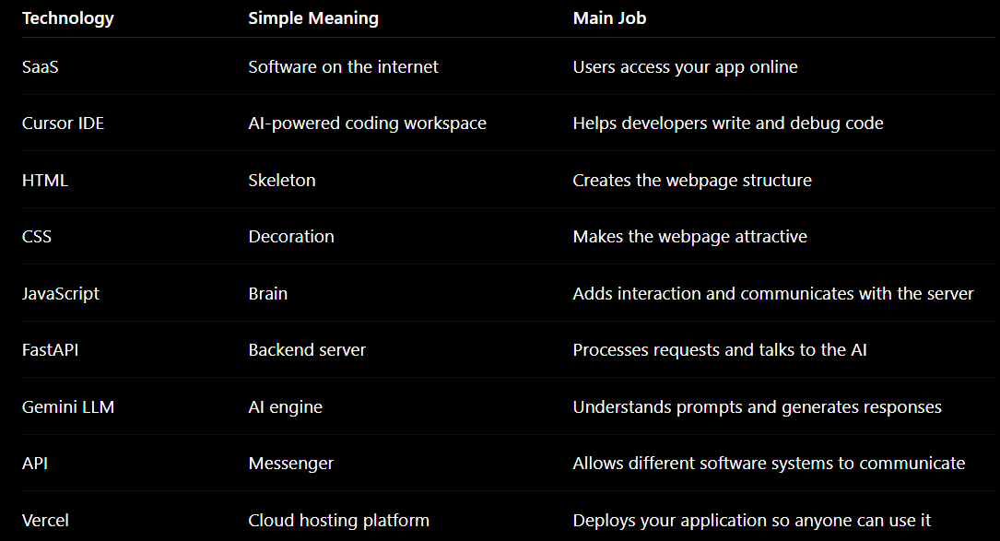 Technology Simple Meaning Main Job
SaaS Software on the internet Users access your app online
Cursor IDE AI-powered coding workspace Helps developers write and debug code
HTML Skeleton Creates the webpage structure
CSS Decoration Makes the webpage attractive
JavaScript Brain Adds interaction and communicates with the server
FastAPI Backend server Processes requests and talks to the AI
Gemini LLM AI engine Understands prompts and generates responses
API Messenger Allows different software systems to communicate
Vercel Cloud hosting platform Deploys your application so anyone can use it